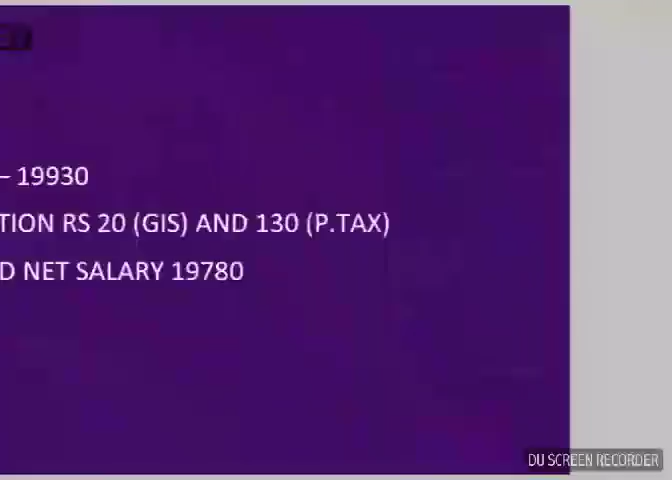 – 19930
TION RS 20 (GIS) AND 130 (P.TAX)
D NET SALARY 19780
DU SCREEN RECORDER